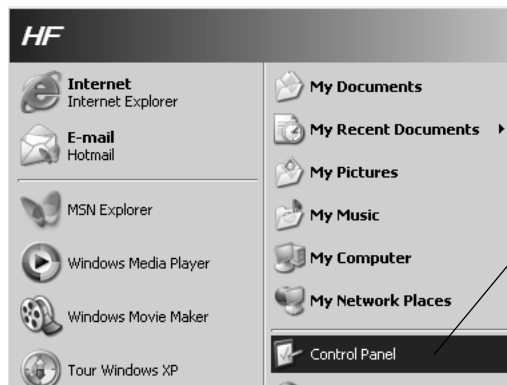 HF
Internet
Internet Explorer
E-mail
Hotmail
MSN Explorer
Windows Media Player
Windows Movie Maker
Tour Windows XP
My Documents
My Recent Documents
My Pictures
My Music
My Computer
My Network Places
Control Panel